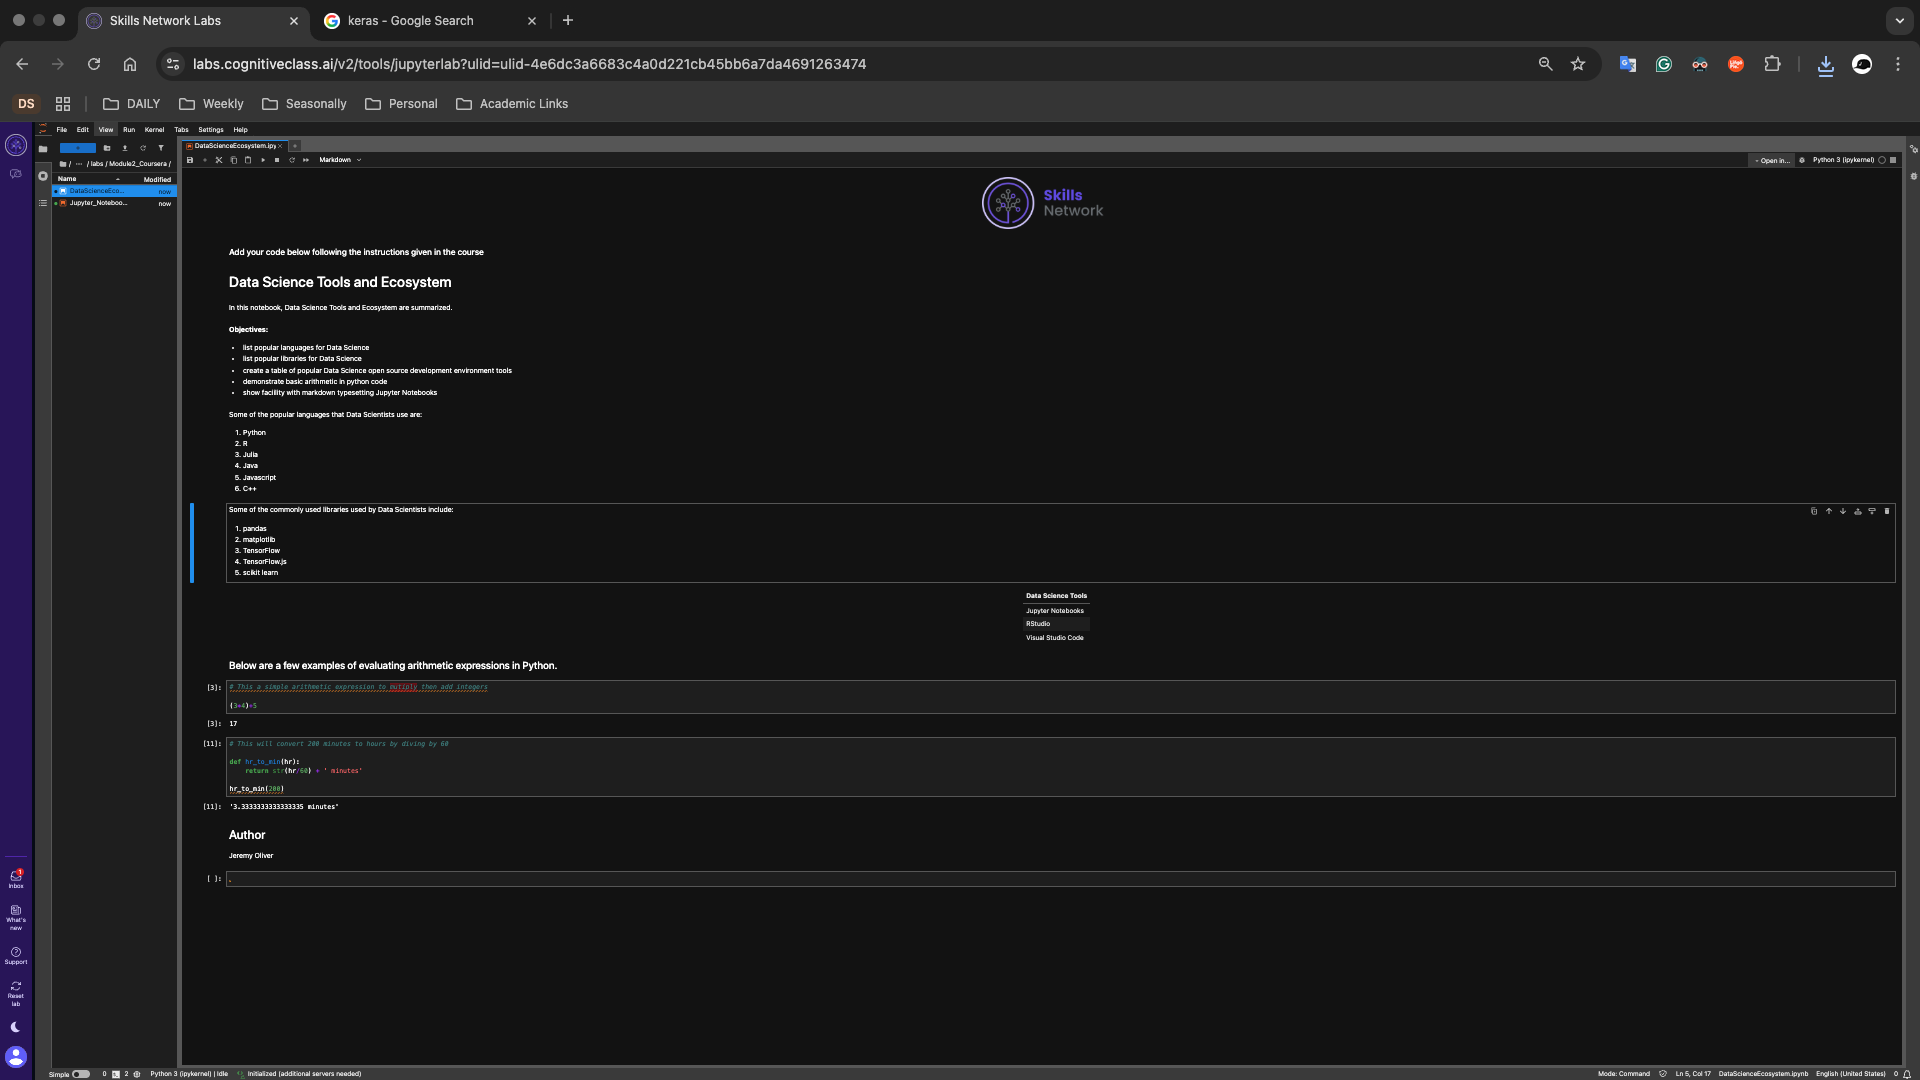 Skills Network Labs
keras - Google Search
labs.cognitiveclass.ai/v2/tools/jupyterlab?ulid=ulid-4e6dc3a6683c4a0d221cb45bb6a7da4691263474
DS DAILY Weekly Seasonally Personal Academic Links
File Edit View Run Kernel Tabs Settings Help
DataScienceEcosystem.ipy
/ ... / labs / Module2_Coursera /
Markdown
Open in...
Python 3 (ipykernel)
Name Modified
DataScienceEco... now
Jupyter_Noteboo... now
Skills
Network
Add your code below following the instructions given in the course
Data Science Tools and Ecosystem
In this notebook, Data Science Tools and Ecosystem are summarized.
Objectives:
• list popular languages for Data Science
• list popular libraries for Data Science
• create a table of popular Data Science open source development environment tools
• demonstrate basic arithmetic in python code
• show facility with markdown typesetting Jupyter Notebooks
Some of the popular languages that Data Scientists use are:
1. Python
2. R
3. Julia
4. Java
5. Javascript
6. C++
Some of the commonly used libraries used by Data Scientists include:
1. pandas
2. matplotlib
3. TensorFlow
4. TensorFlow.js
5. scikit learn
Data Science Tools
Jupyter Notebooks
RStudio
Visual Studio Code
Below are a few examples of evaluating arithmetic expressions in Python.
[3]: # This a simple arithmetic expression to mutiply then add integers
(3*4)+5
[3]: 17
[11]: # This will convert 200 minutes to hours by diving by 60
def hr_to_min(hr):
return str(hr/60) + ' minutes'
hr_to_min(200)
[11]: '3.3333333333333335 minutes'
Author
Jeremy Oliver
[ ]: .
1
Inbox
What's
new
Support
Reset
lab
Simple 0 2 Python 3 (ipykernel) | Idle Initialized (additional servers needed)
Mode: Command Ln 5, Col 17 DataScienceEcosystem.ipynb English (United States) 0